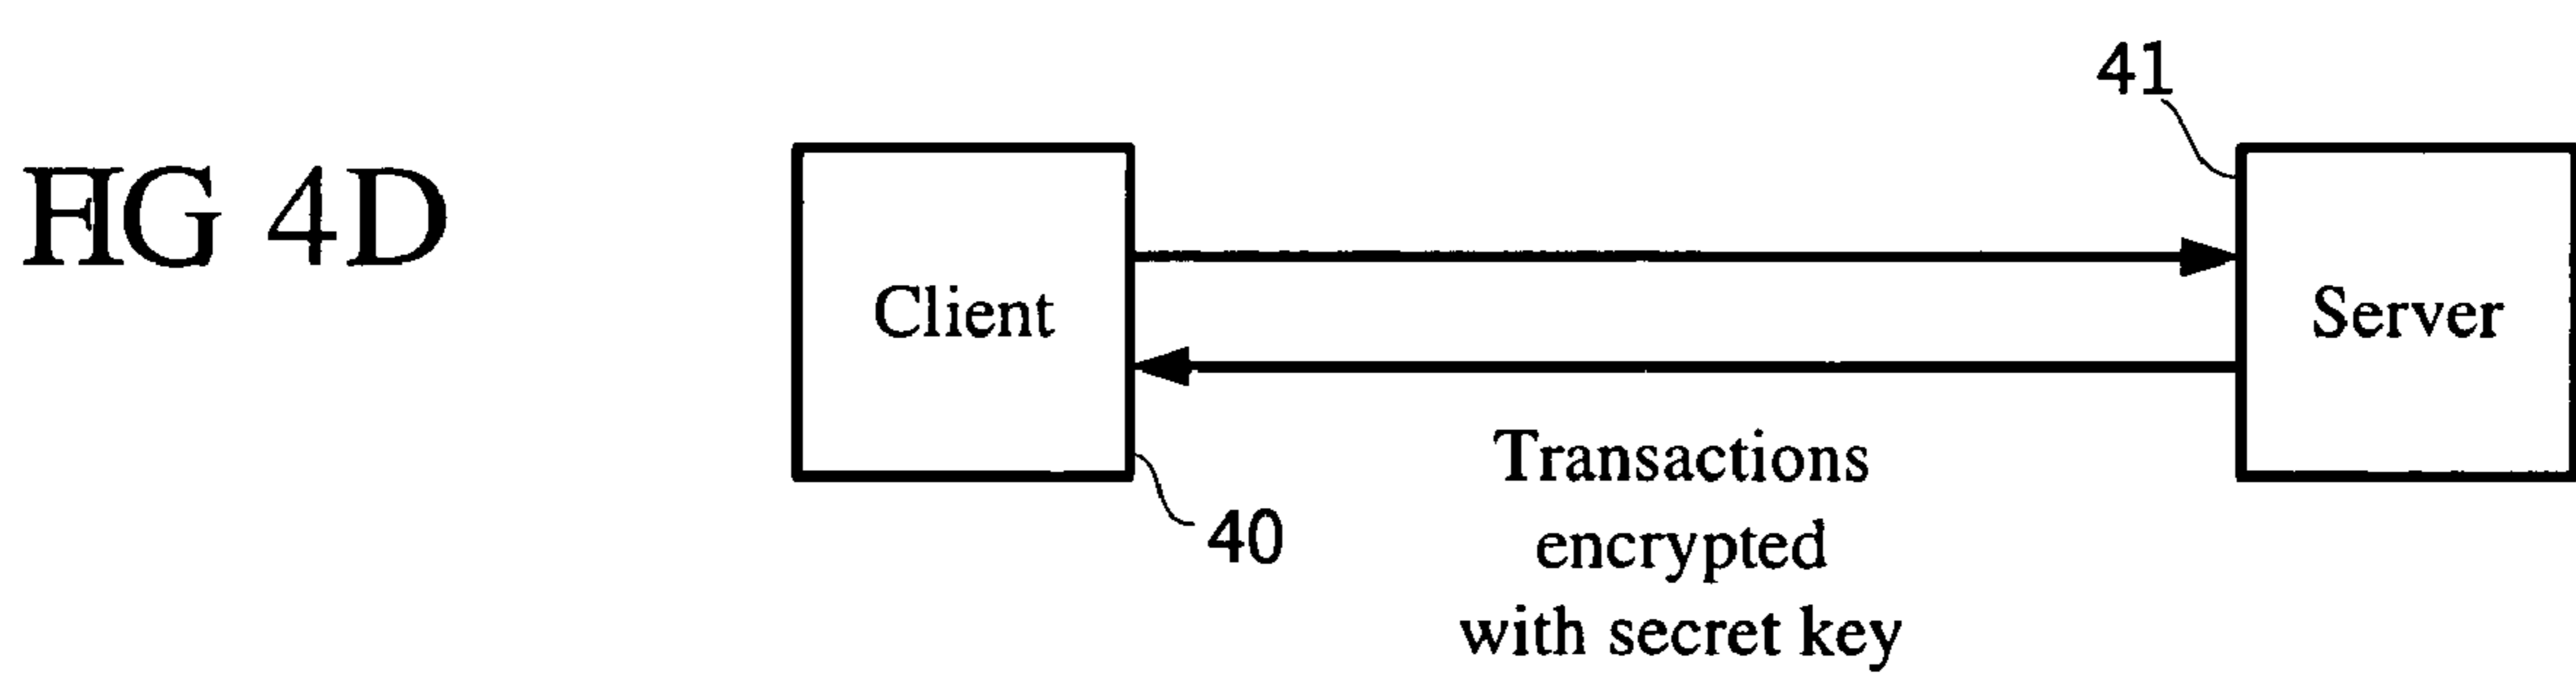 FIG 4D
41
Client
Server
40
Transactions
encrypted
with secret key